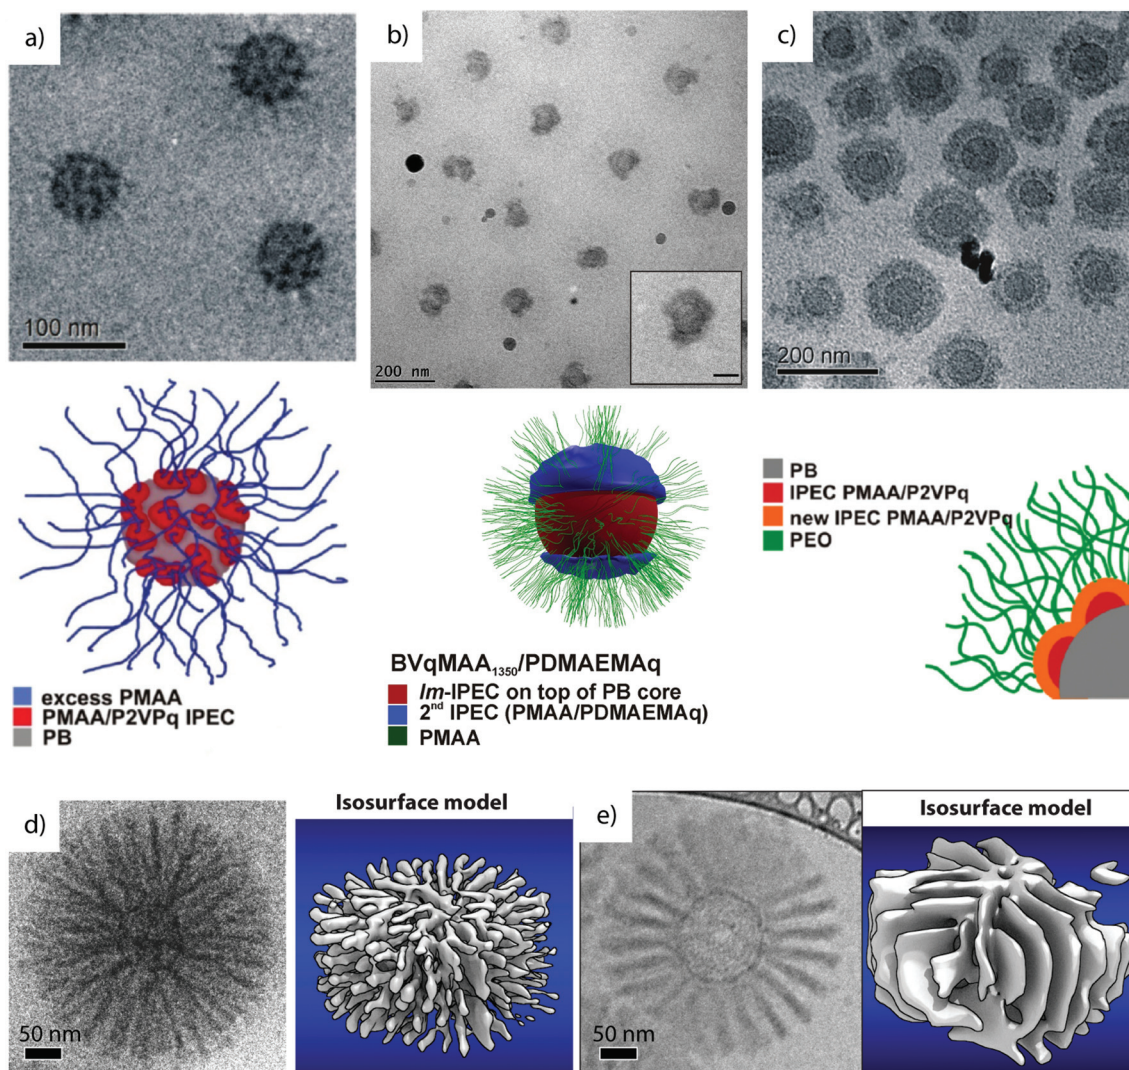 a)
100 nm
b)
200 nm
c)
200 nm
excess PMAA
PMAA/P2VPq IPEC
PB
BVqMAA₁₃₅₀/PDMAEMAq
Im-IPEC on top of PB core
2ⁿᵈ IPEC (PMAA/PDMAEMAq)
PMAA
PB
IPEC PMAA/P2VPq
new IPEC PMAA/P2VPq
PEO
d)
50 nm
Isosurface model
e)
50 nm
Isosurface model